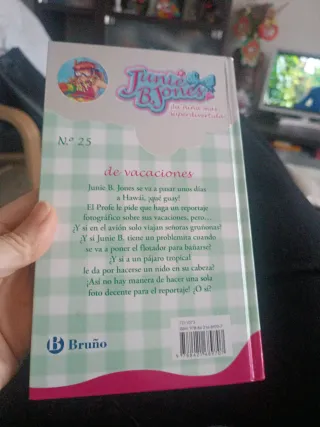 Junie
B. Jones
N.º 25
de vacaciones
Junie B. Jones se va a pasar unos días
a Hawái, ¡qué guay!
El Profe le pide que haga un reportaje
fotográfico sobre sus vacaciones, pero...
¿Y si en el avión solo viajan señoras gruñonas?
¿Y si Junie B. tiene un problemita cuando
se va a poner el flotador para bañarse?
¿Y si a un pájaro tropical
le da por hacerse un nido en su cabeza?
¡Así no hay manera de hacer una sola
foto decente para el reportaje! ¿O sí?
Bruño